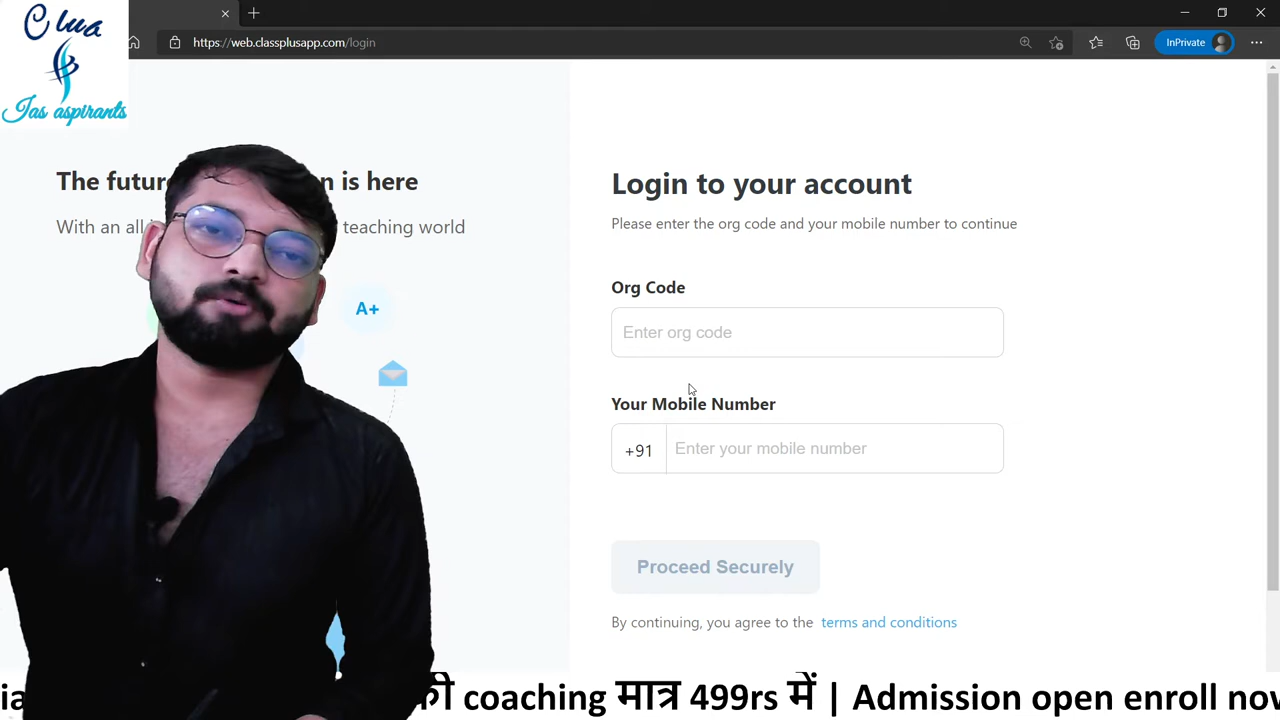 C lua
Ias aspirants
https://web.classplusapp.com/login
InPrivate
The futur n is here
With an all teaching world
A+
Login to your account
Please enter the org code and your mobile number to continue
Org Code
Enter org code
Your Mobile Number
+91 Enter your mobile number
Proceed Securely
By continuing, you agree to the terms and conditions
की coaching मात्र 499rs में | Admission open enroll now